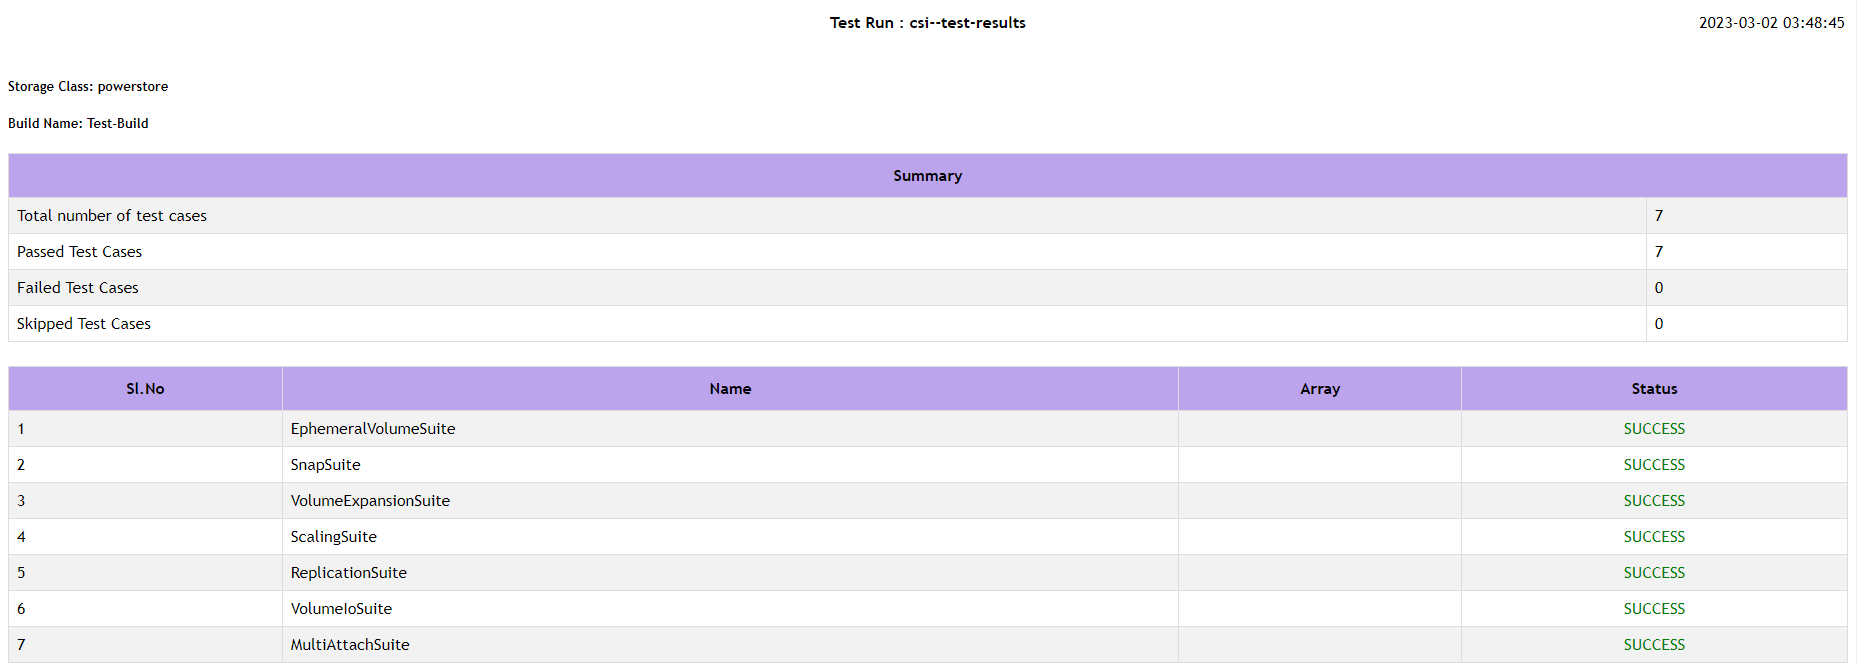 Test Run : csi--test-results
2023-03-02 03:48:45
Storage Class: powerstore
Build Name: Test-Build
Summary
Total number of test cases 7
Passed Test Cases 7
Failed Test Cases 0
Skipped Test Cases 0
Sl.No Name Array Status
1 EphemeralVolumeSuite SUCCESS
2 SnapSuite SUCCESS
3 VolumeExpansionSuite SUCCESS
4 ScalingSuite SUCCESS
5 ReplicationSuite SUCCESS
6 VolumeIoSuite SUCCESS
7 MultiAttachSuite SUCCESS